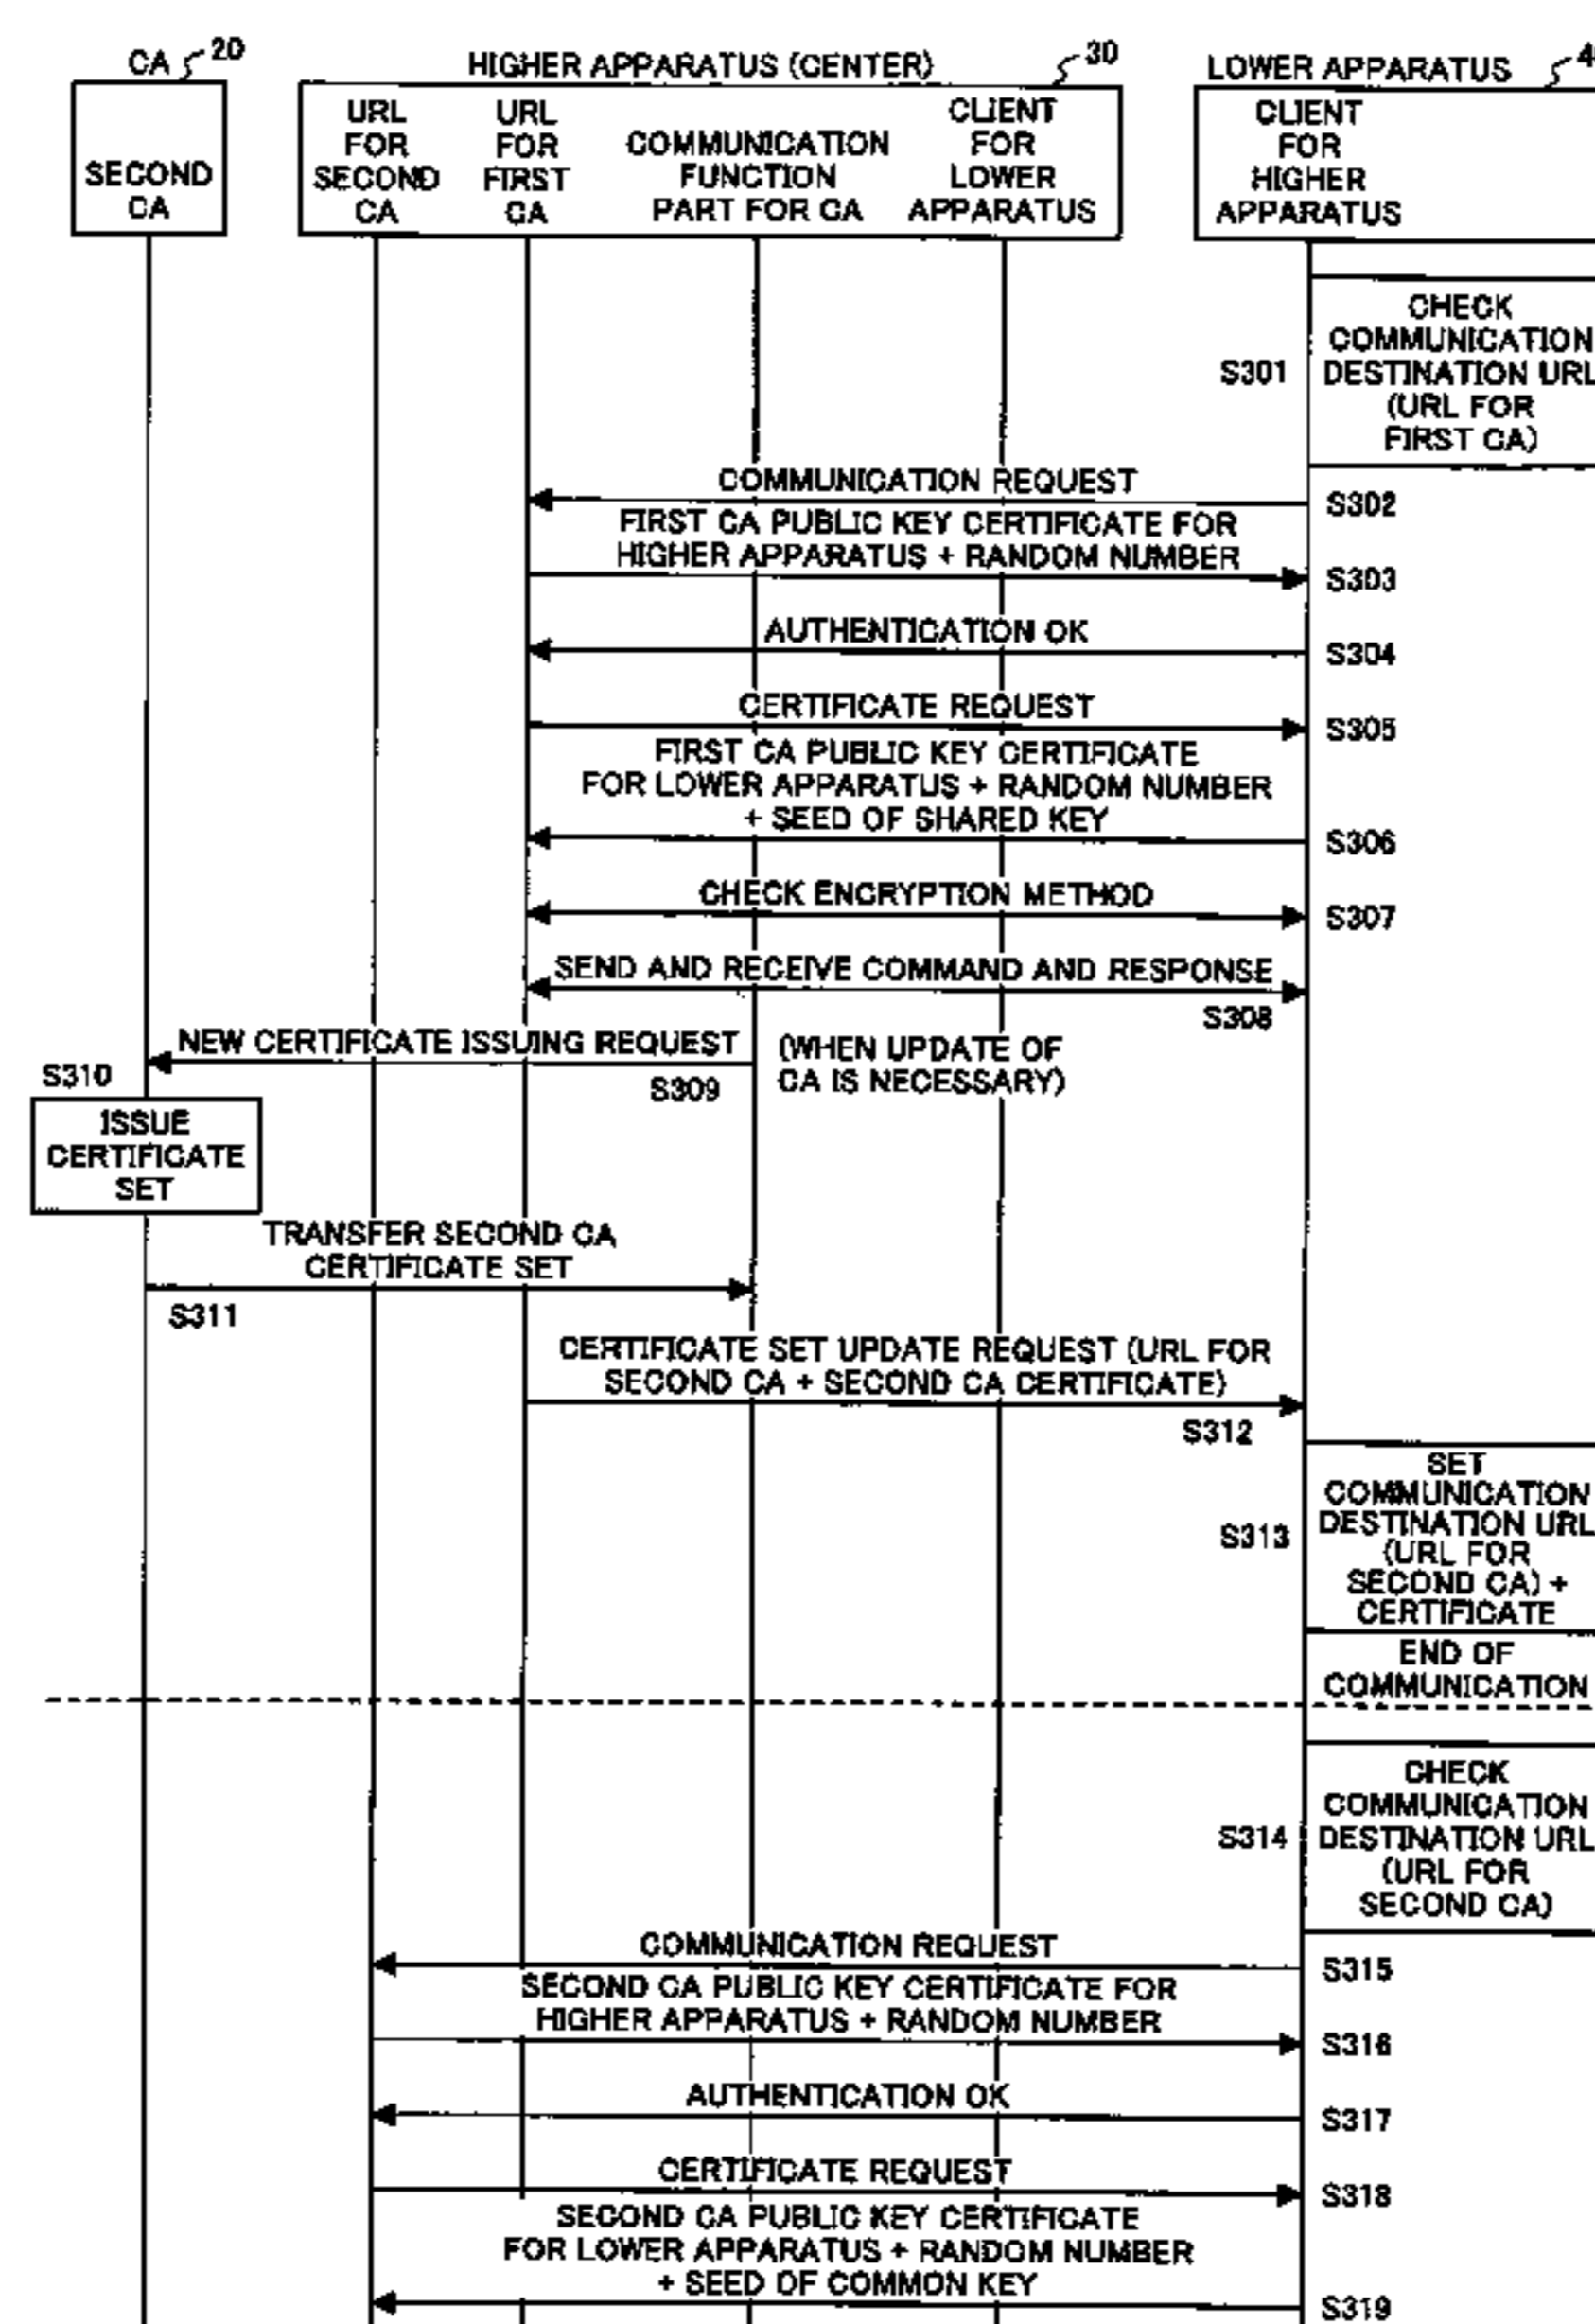 CA 20
HIGHER APPARATUS (CENTER) 30
LOWER APPARATUS
SECOND
CA
URL
FOR
SECOND
CA
URL
FOR
FIRST
CA
COMMUNICATION
FUNCTION
PART FOR CA
CLIENT
FOR
LOWER
APPARATUS
CLIENT
FOR
HIGHER
APPARATUS
S301
CHECK
COMMUNICATION
DESTINATION URL
(URL FOR
FIRST CA)
COMMUNICATION REQUEST
S302
FIRST CA PUBLIC KEY CERTIFICATE FOR
HIGHER APPARATUS + RANDOM NUMBER
S303
AUTHENTICATION OK
S304
CERTIFICATE REQUEST
S305
FIRST CA PUBLIC KEY CERTIFICATE
FOR LOWER APPARATUS + RANDOM NUMBER
+ SEED OF SHARED KEY
S306
CHECK ENCRYPTION METHOD
S307
SEND AND RECEIVE COMMAND AND RESPONSE
S308
NEW CERTIFICATE ISSUING REQUEST
S309
(WHEN UPDATE OF
CA IS NECESSARY)
S310
ISSUE
CERTIFICATE
SET
TRANSFER SECOND CA
CERTIFICATE SET
S311
CERTIFICATE SET UPDATE REQUEST (URL FOR
SECOND CA + SECOND CA CERTIFICATE)
S312
S313
SET
COMMUNICATION
DESTINATION URL
(URL FOR
SECOND CA) +
CERTIFICATE
END OF
COMMUNICATION
S314
CHECK
COMMUNICATION
DESTINATION URL
(URL FOR
SECOND CA)
COMMUNICATION REQUEST
S315
SECOND CA PUBLIC KEY CERTIFICATE FOR
HIGHER APPARATUS + RANDOM NUMBER
S316
AUTHENTICATION OK
S317
CERTIFICATE REQUEST
S318
SECOND CA PUBLIC KEY CERTIFICATE
FOR LOWER APPARATUS + RANDOM NUMBER
+ SEED OF COMMON KEY
S319